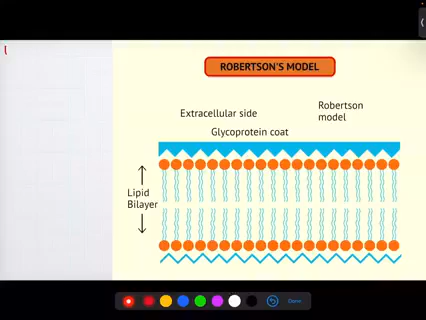 ROBERTSON'S MODEL
Extracellular side
Robertson
model
Glycoprotein coat
Lipid
Bilayer
Done